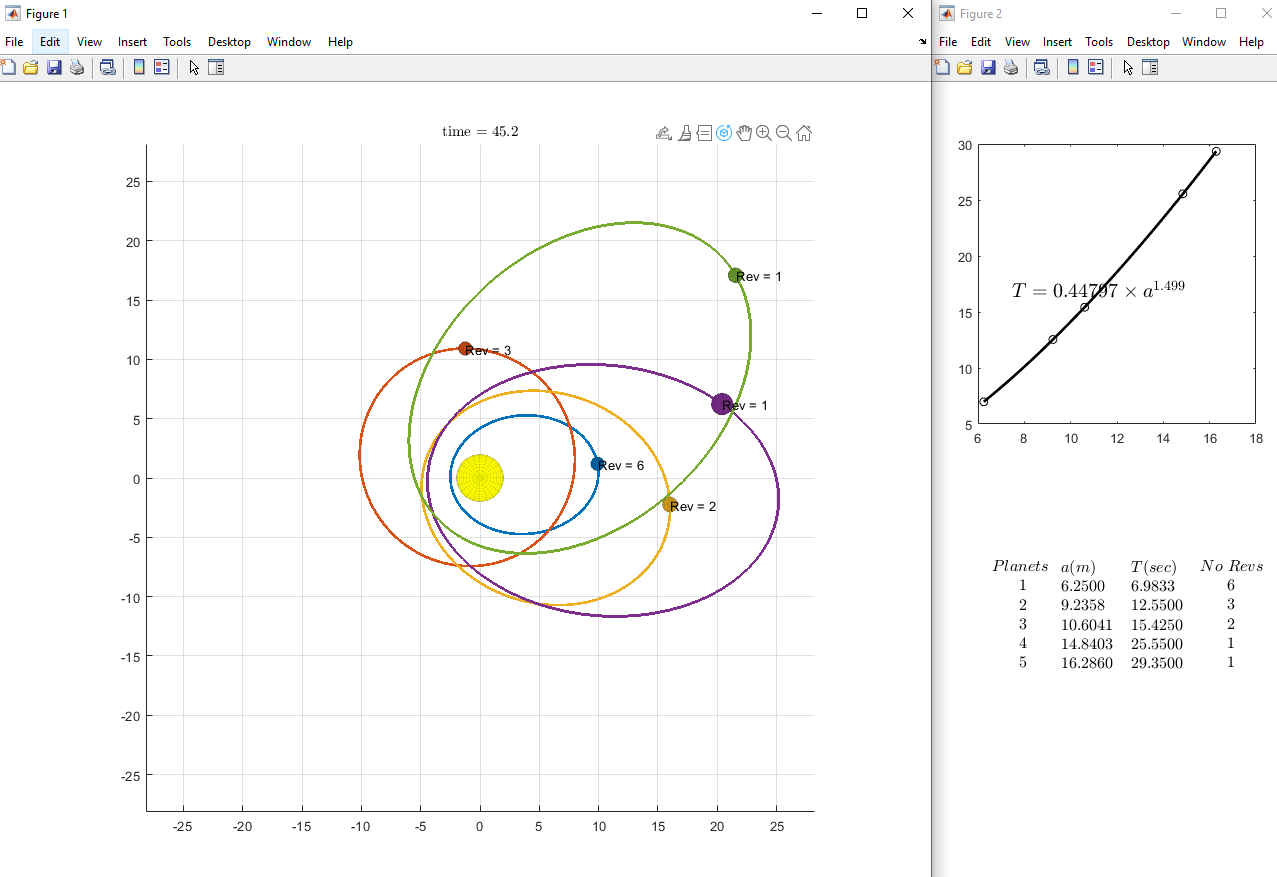 Figure 1
File Edit View Insert Tools Desktop Window Help
time = 45.2
25
20
15
10
5
0
-5
-10
-15
-20
-25
-25 -20 -15 -10 -5 0 5 10 15 20 25
Rev = 1
Rev = 3
Rev = 1
Rev = 6
Rev = 2
Figure 2
File Edit View Insert Tools Desktop Window Help
30
25
20
15
10
5
6 8 10 12 14 16 18
T = 0.44797 × a^1.499
Planets a(m) T(sec) No Revs
1 6.2500 6.9833 6
2 9.2358 12.5500 3
3 10.6041 15.4250 2
4 14.8403 25.5500 1
5 16.2860 29.3500 1